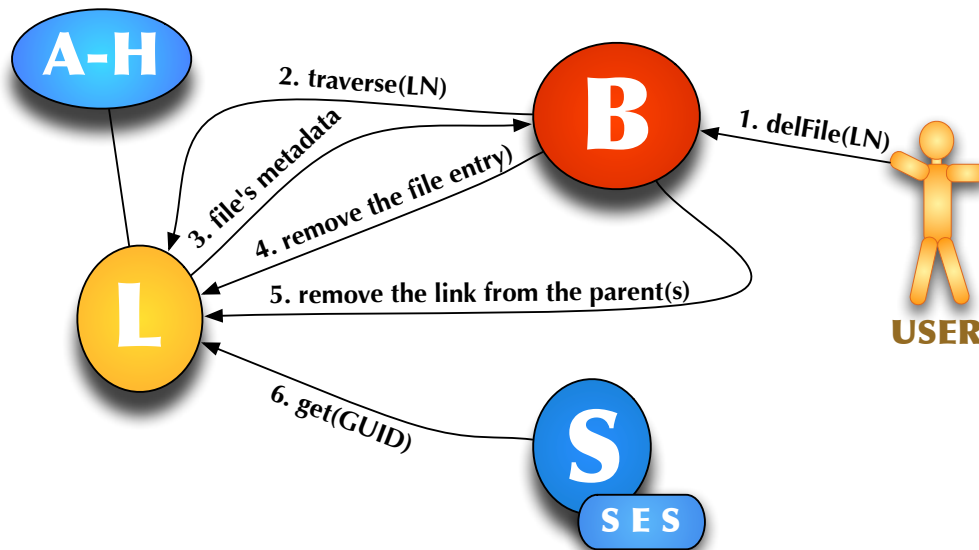 A-H
2. traverse(LN)
B
1. delFile(LN)
3. file's metadata
4. remove the file entry)
L
5. remove the link from the parent(s)
USER
6. get(GUID)
S
S E S